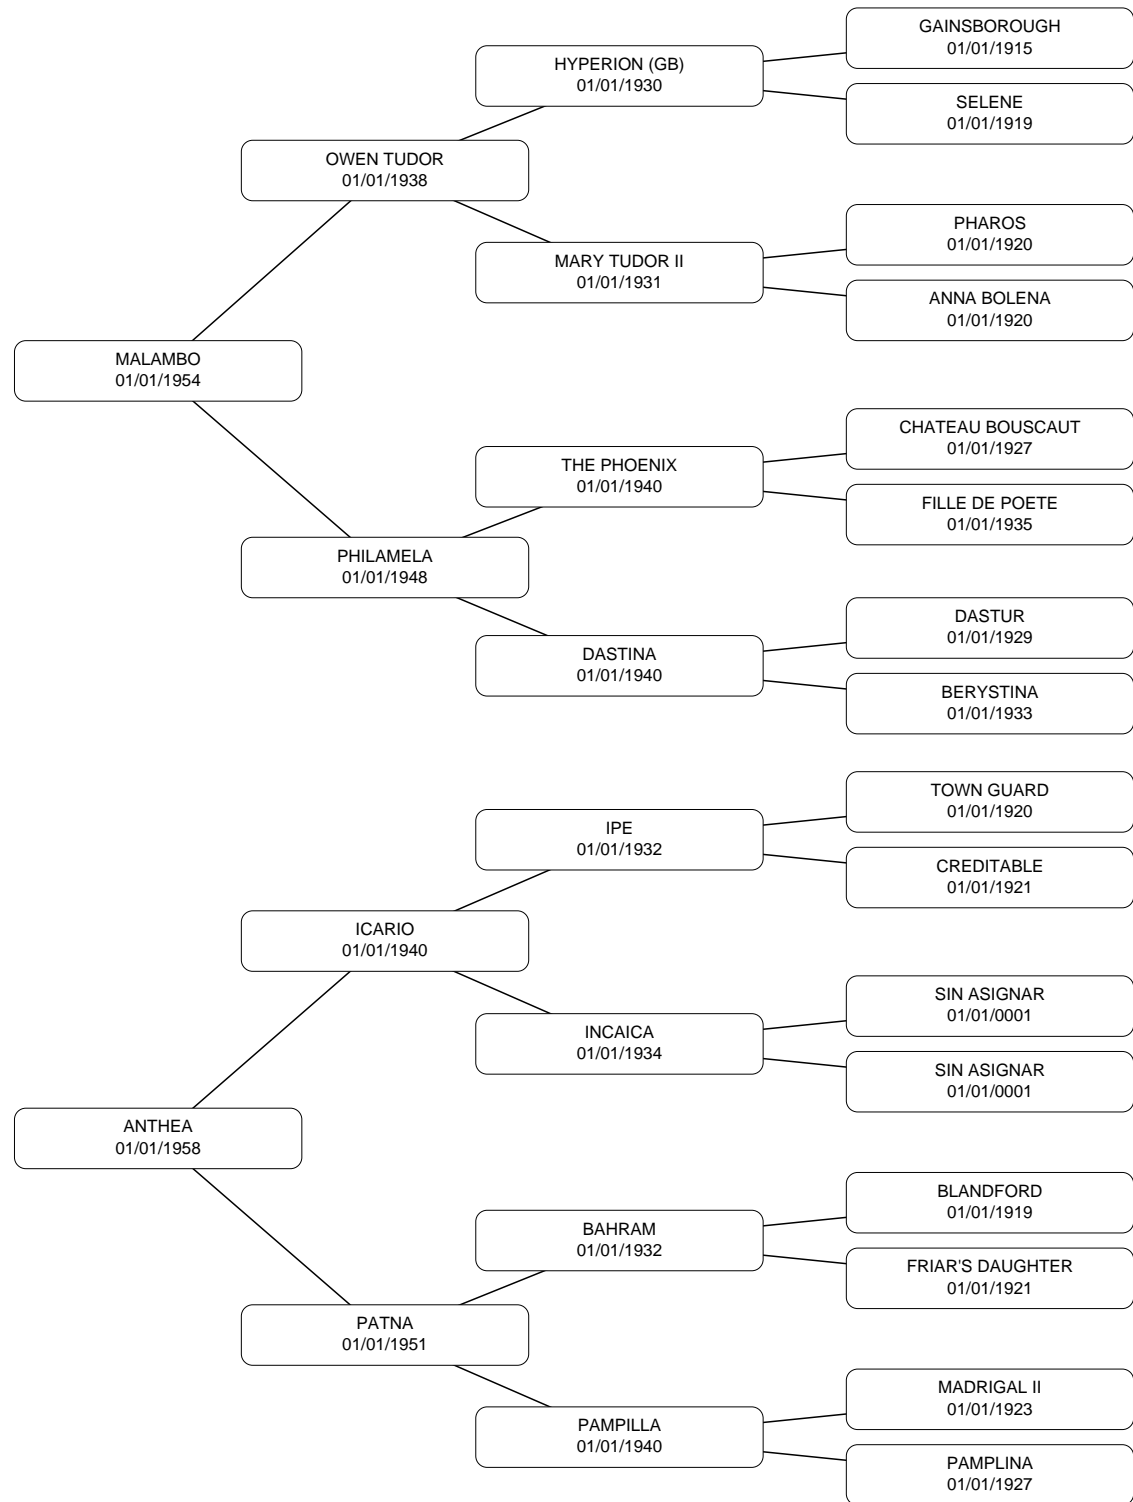 GAINSBOROUGH
01/01/1915
HYPERION (GB)
01/01/1930
SELENE
01/01/1919
OWEN TUDOR
01/01/1938
PHAROS
01/01/1920
MARY TUDOR II
01/01/1931
ANNA BOLENA
01/01/1920
MALAMBO
01/01/1954
CHATEAU BOUSCAUT
01/01/1927
THE PHOENIX
01/01/1940
FILLE DE POETE
01/01/1935
PHILAMELA
01/01/1948
DASTUR
01/01/1929
DASTINA
01/01/1940
BERYSTINA
01/01/1933
TOWN GUARD
01/01/1920
IPE
01/01/1932
CREDITABLE
01/01/1921
ICARIO
01/01/1940
SIN ASIGNAR
01/01/0001
INCAICA
01/01/1934
SIN ASIGNAR
01/01/0001
ANTHEA
01/01/1958
BLANDFORD
01/01/1919
BAHRAM
01/01/1932
FRIAR'S DAUGHTER
01/01/1921
PATNA
01/01/1951
MADRIGAL II
01/01/1923
PAMPILLA
01/01/1940
PAMPLINA
01/01/1927